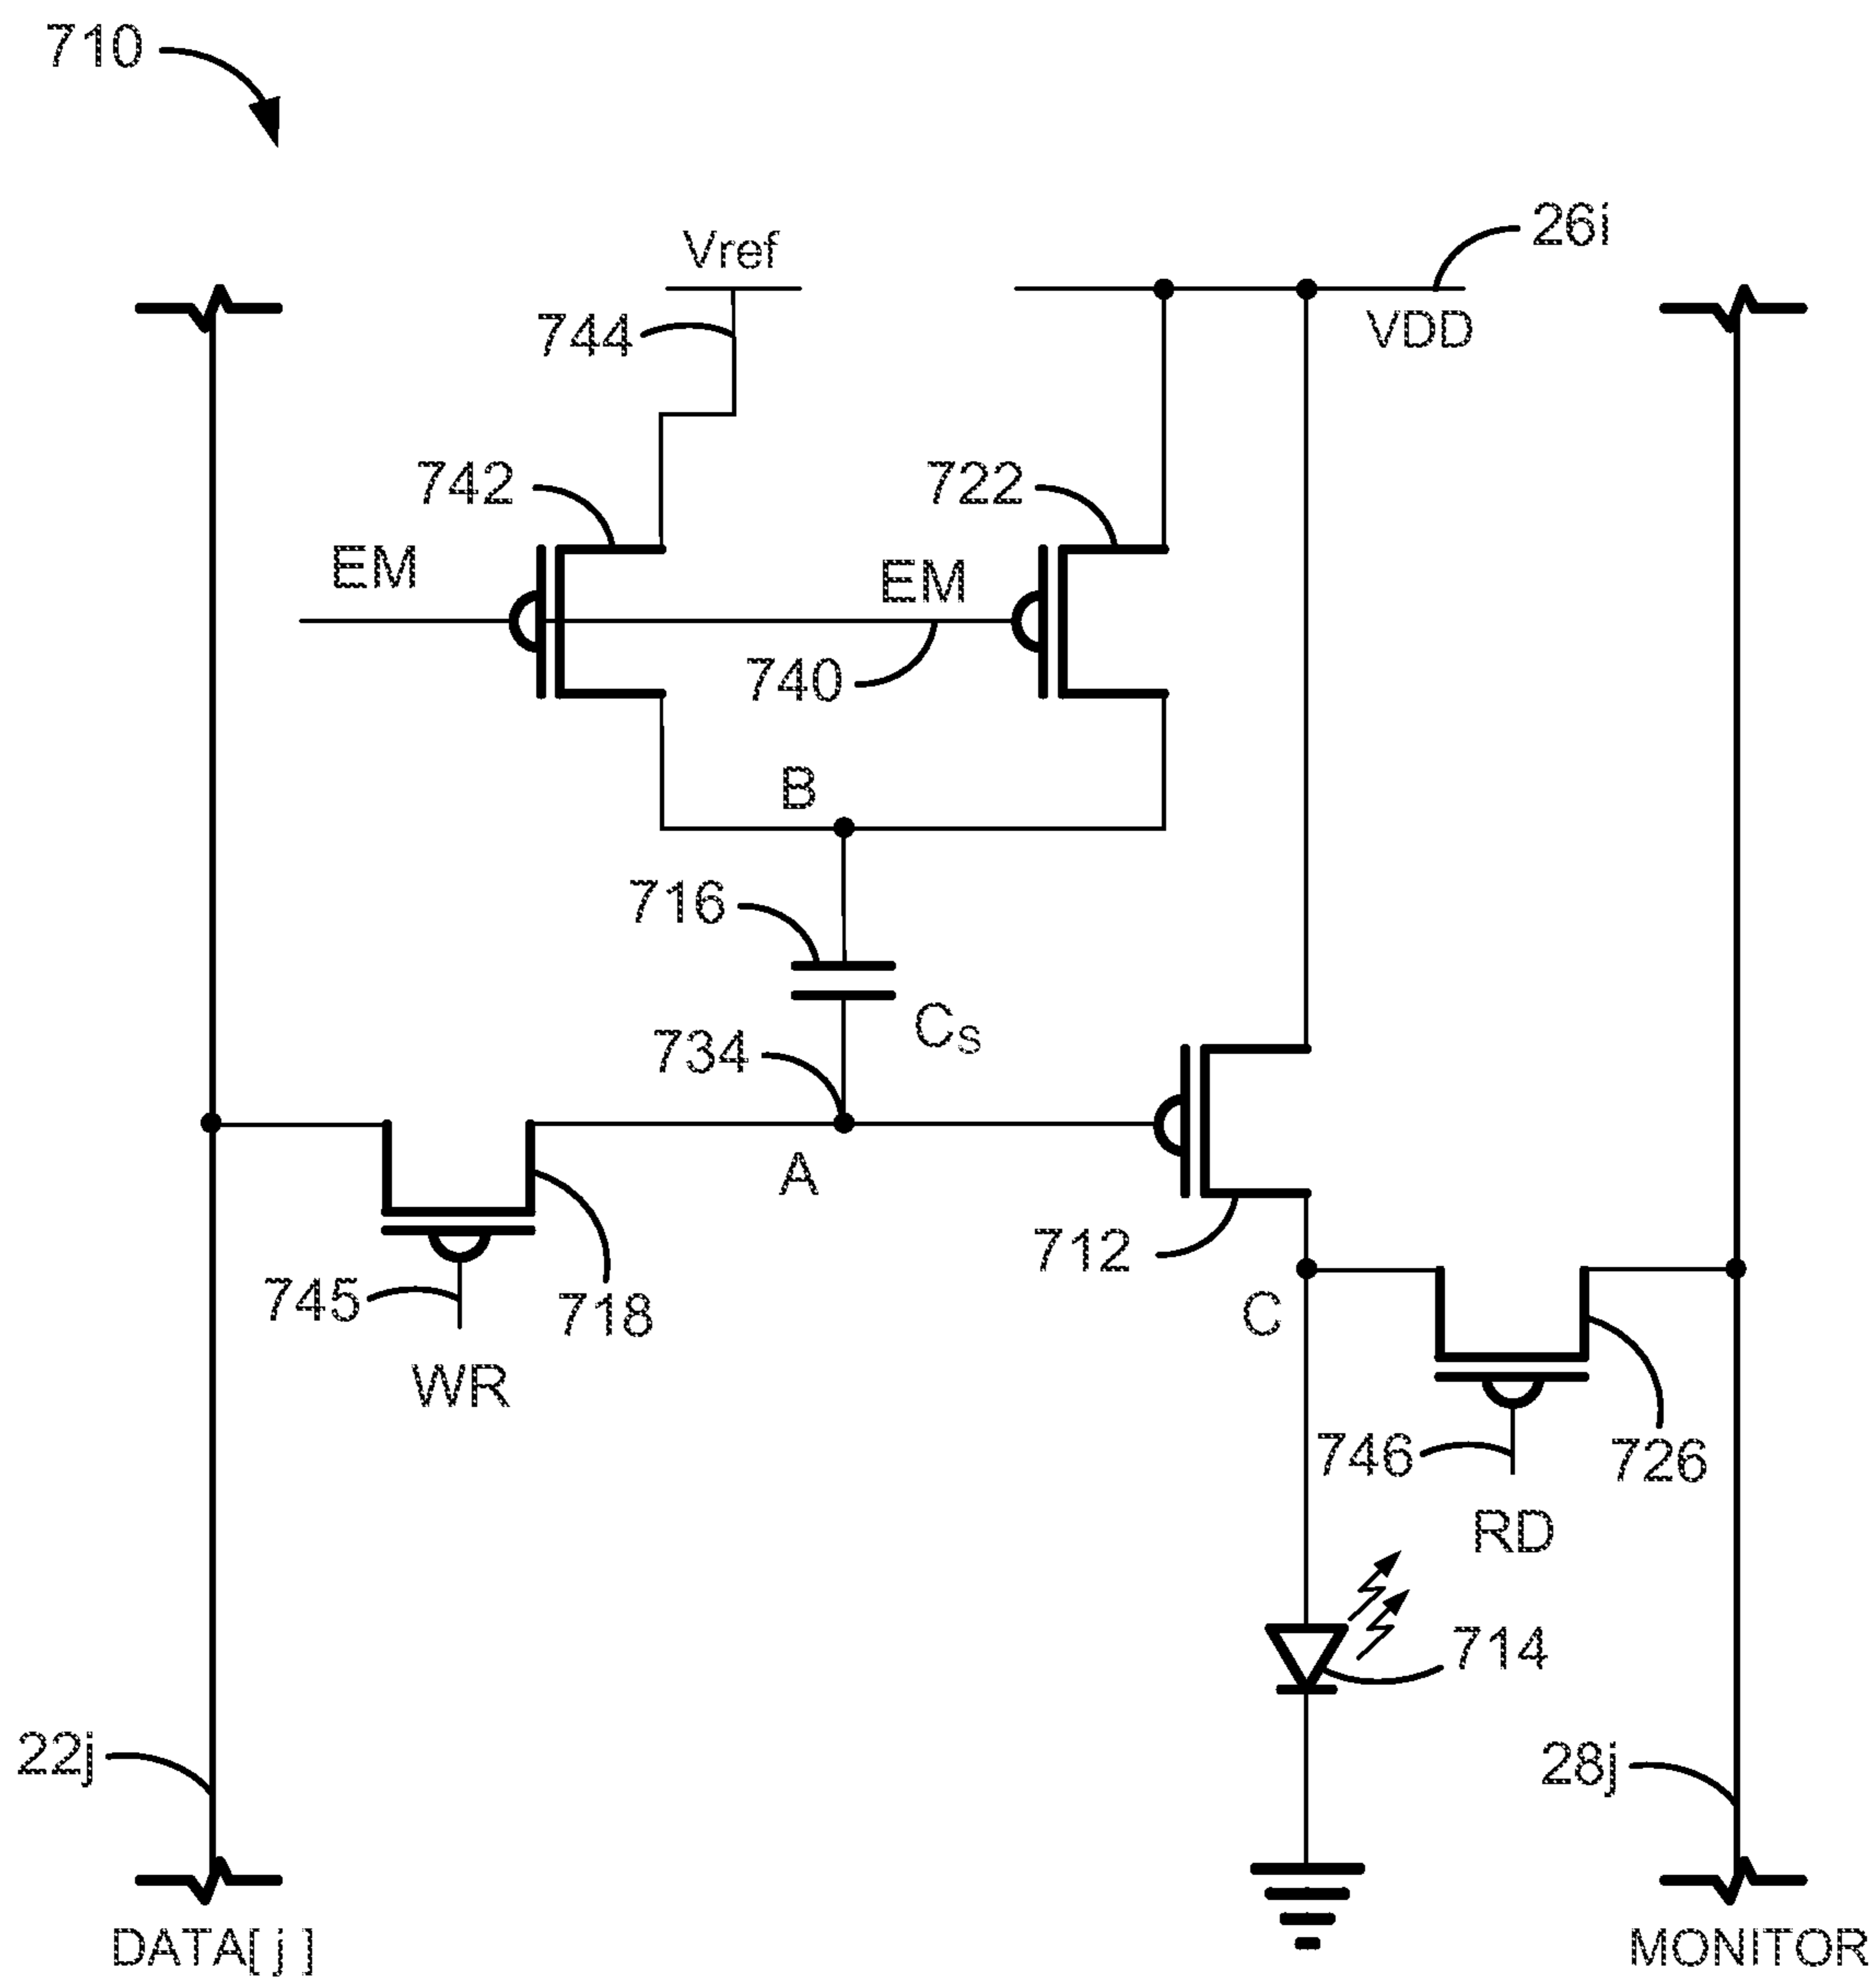 710
26i
Vref
744
VDD
742
722
EM
EM
740
B
716
Cs
734
A
712
745
718
C
WR
746
726
RD
714
22j
28j
DATA[ j ]
MONITOR